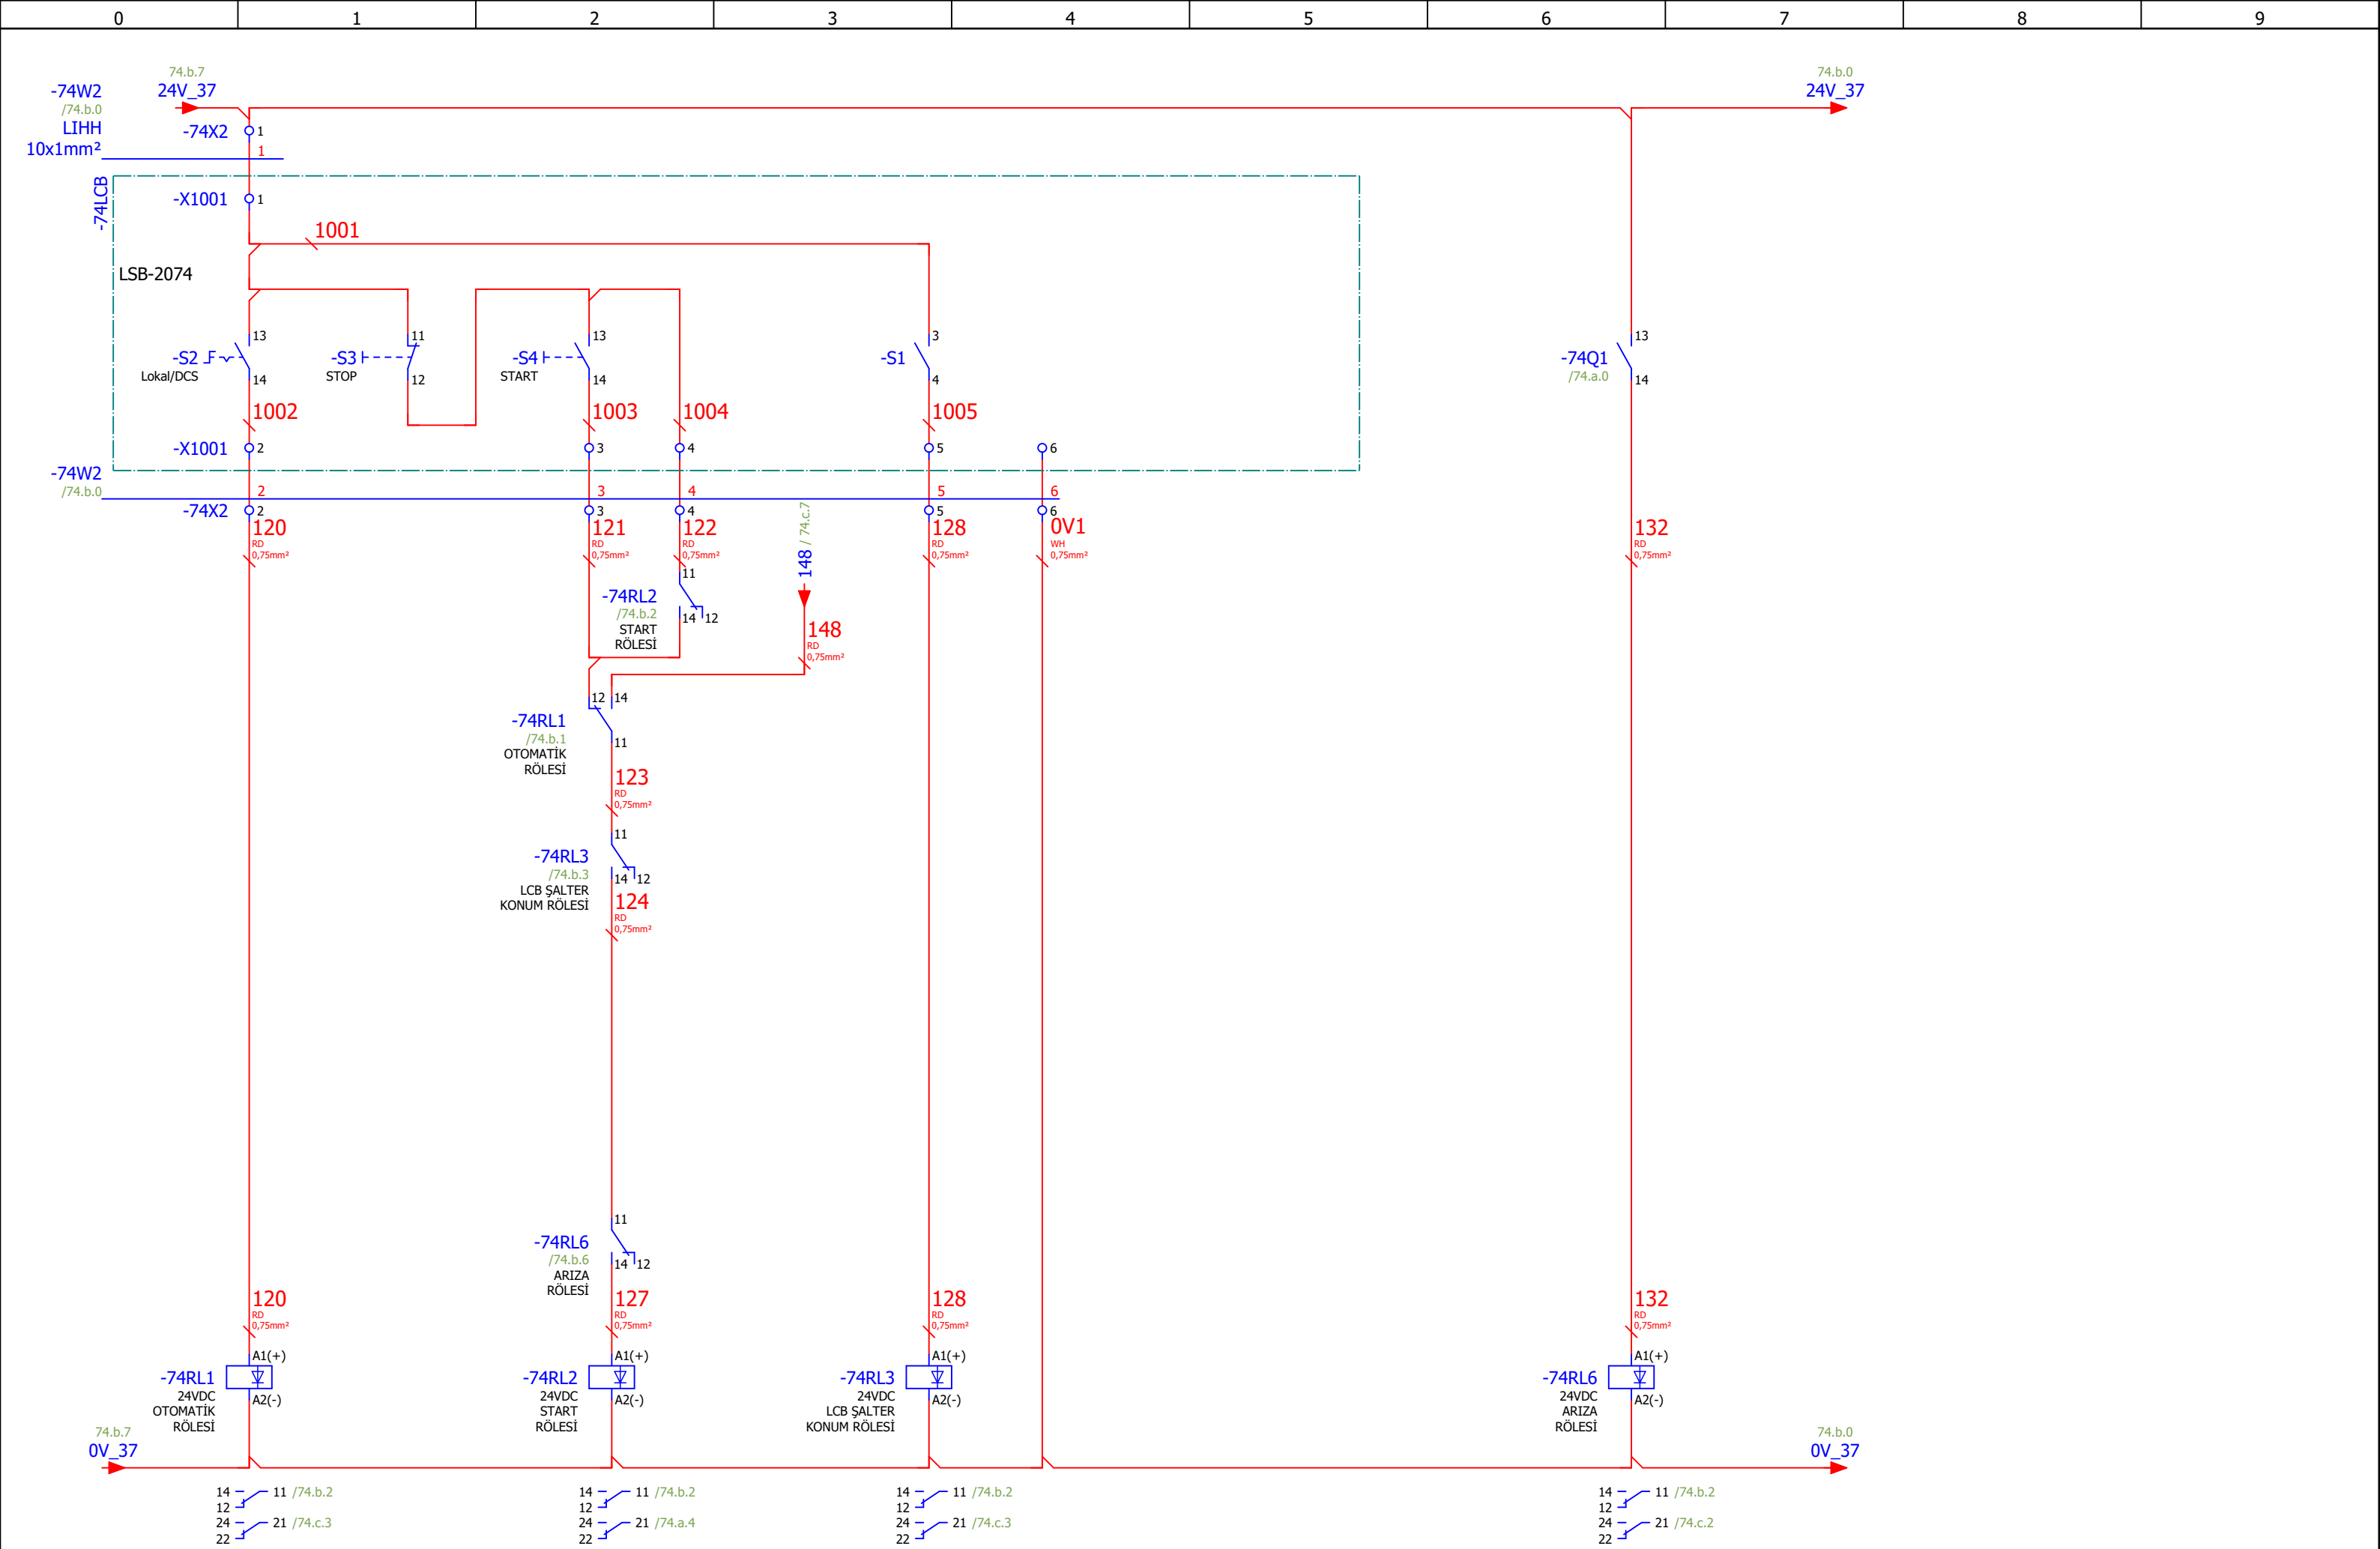 0 1 2 3 4 5 6 7 8 9
74.b.7
24V_37
74.b.0
24V_37
-74W2
/74.b.0
LIHH
10x1mm²
-74X2 1
1
-74LCB
-X1001 1
1001
LSB-2074
-S2
Lokal/DCS
13
14
-S3
STOP
11
12
-S4
START
13
14
-S1
3
4
-74Q1
/74.a.0
13
14
1002
1003
1004
1005
-X1001 2 3 4 5 6
-74W2
/74.b.0
2 3 4 5 6
-74X2 2 3 4 5 6
120
RD
0,75mm²
121
RD
0,75mm²
122
RD
0,75mm²
148 / 74.c.7
128
RD
0,75mm²
0V1
WH
0,75mm²
132
RD
0,75mm²
-74RL2
/74.b.2
START
RÖLESİ
11
14 12
148
RD
0,75mm²
-74RL1
/74.b.1
OTOMATİK
RÖLESİ
12 14
11
123
RD
0,75mm²
-74RL3
/74.b.3
LCB ŞALTER
KONUM RÖLESİ
11
14 12
124
RD
0,75mm²
-74RL6
/74.b.6
ARIZA
RÖLESİ
11
14 12
120
RD
0,75mm²
127
RD
0,75mm²
128
RD
0,75mm²
132
RD
0,75mm²
-74RL1
24VDC
OTOMATİK
RÖLESİ
A1(+)
A2(-)
-74RL2
24VDC
START
RÖLESİ
A1(+)
A2(-)
-74RL3
24VDC
LCB ŞALTER
KONUM RÖLESİ
A1(+)
A2(-)
-74RL6
24VDC
ARIZA
RÖLESİ
A1(+)
A2(-)
74.b.7
0V_37
74.b.0
0V_37
14 11 /74.b.2
12
24 21 /74.c.3
22
14 11 /74.b.2
12
24 21 /74.a.4
22
14 11 /74.b.2
12
24 21 /74.c.3
22
14 11 /74.b.2
12
24 21 /74.c.2
22